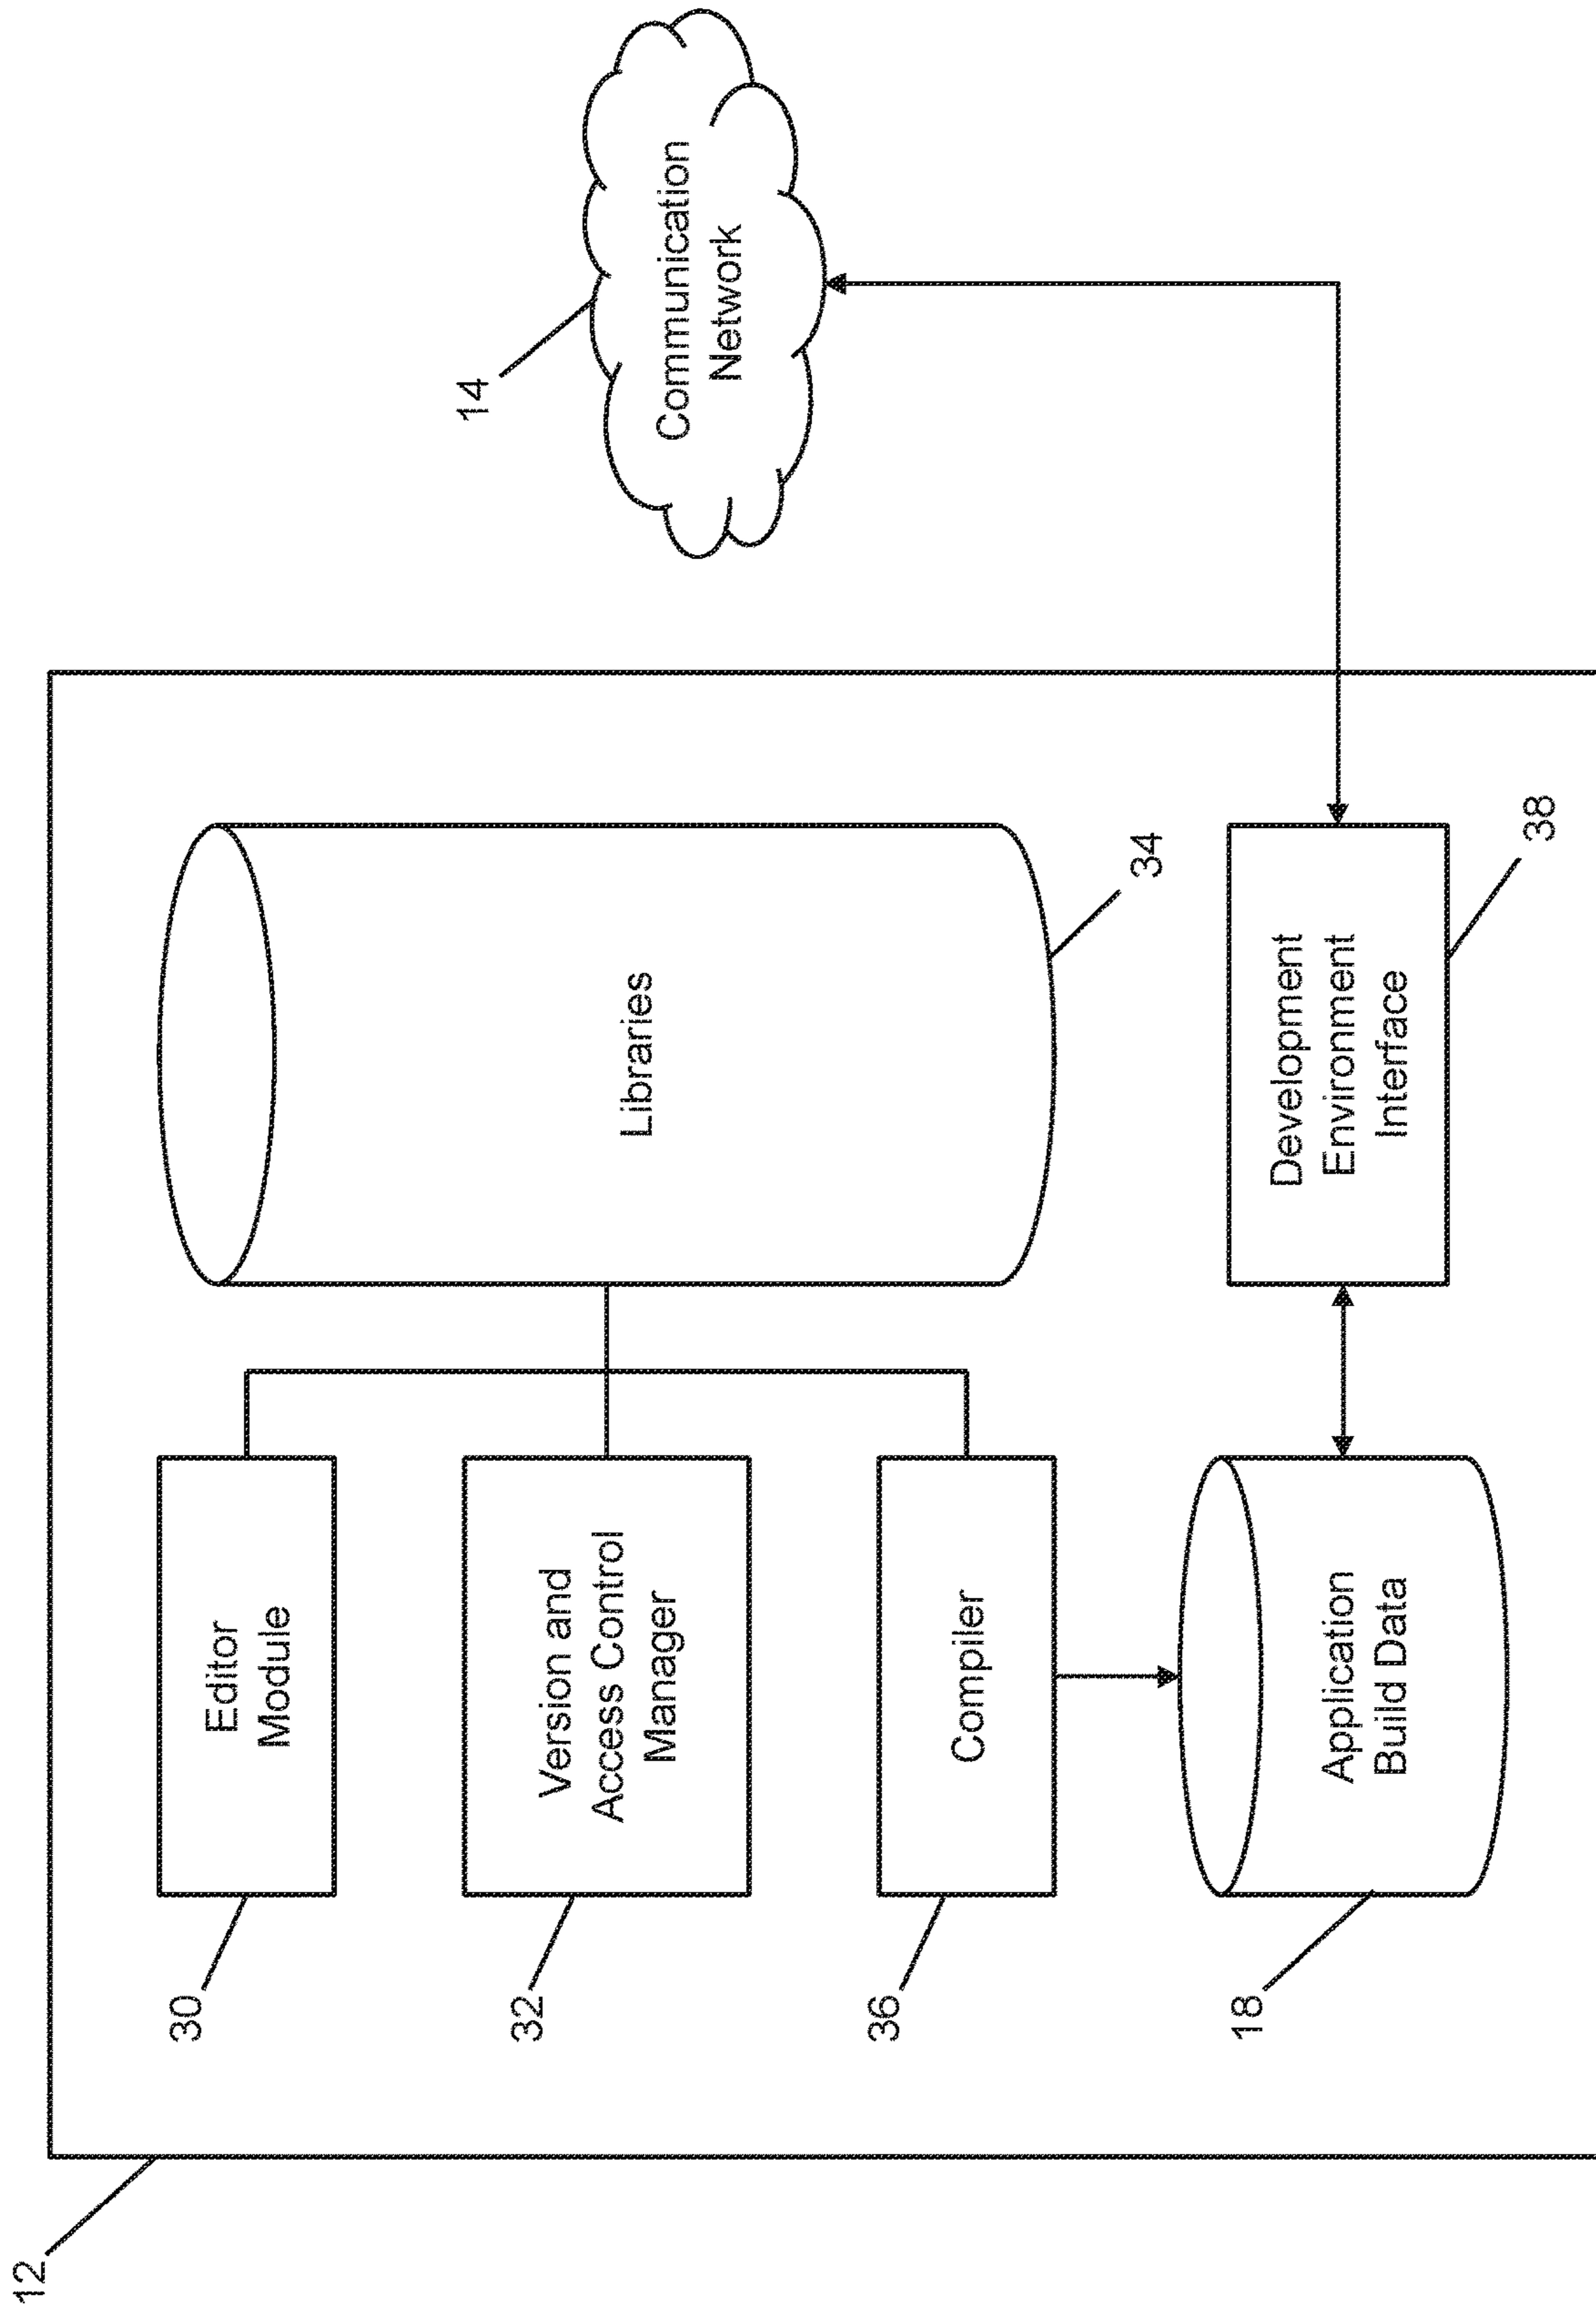 12
30
Editor
Module
32
Version and
Access Control
Manager
36
Compiler
18
Application
Build Data
Libraries
34
Development
Environment
Interface
38
14
Communication
Network